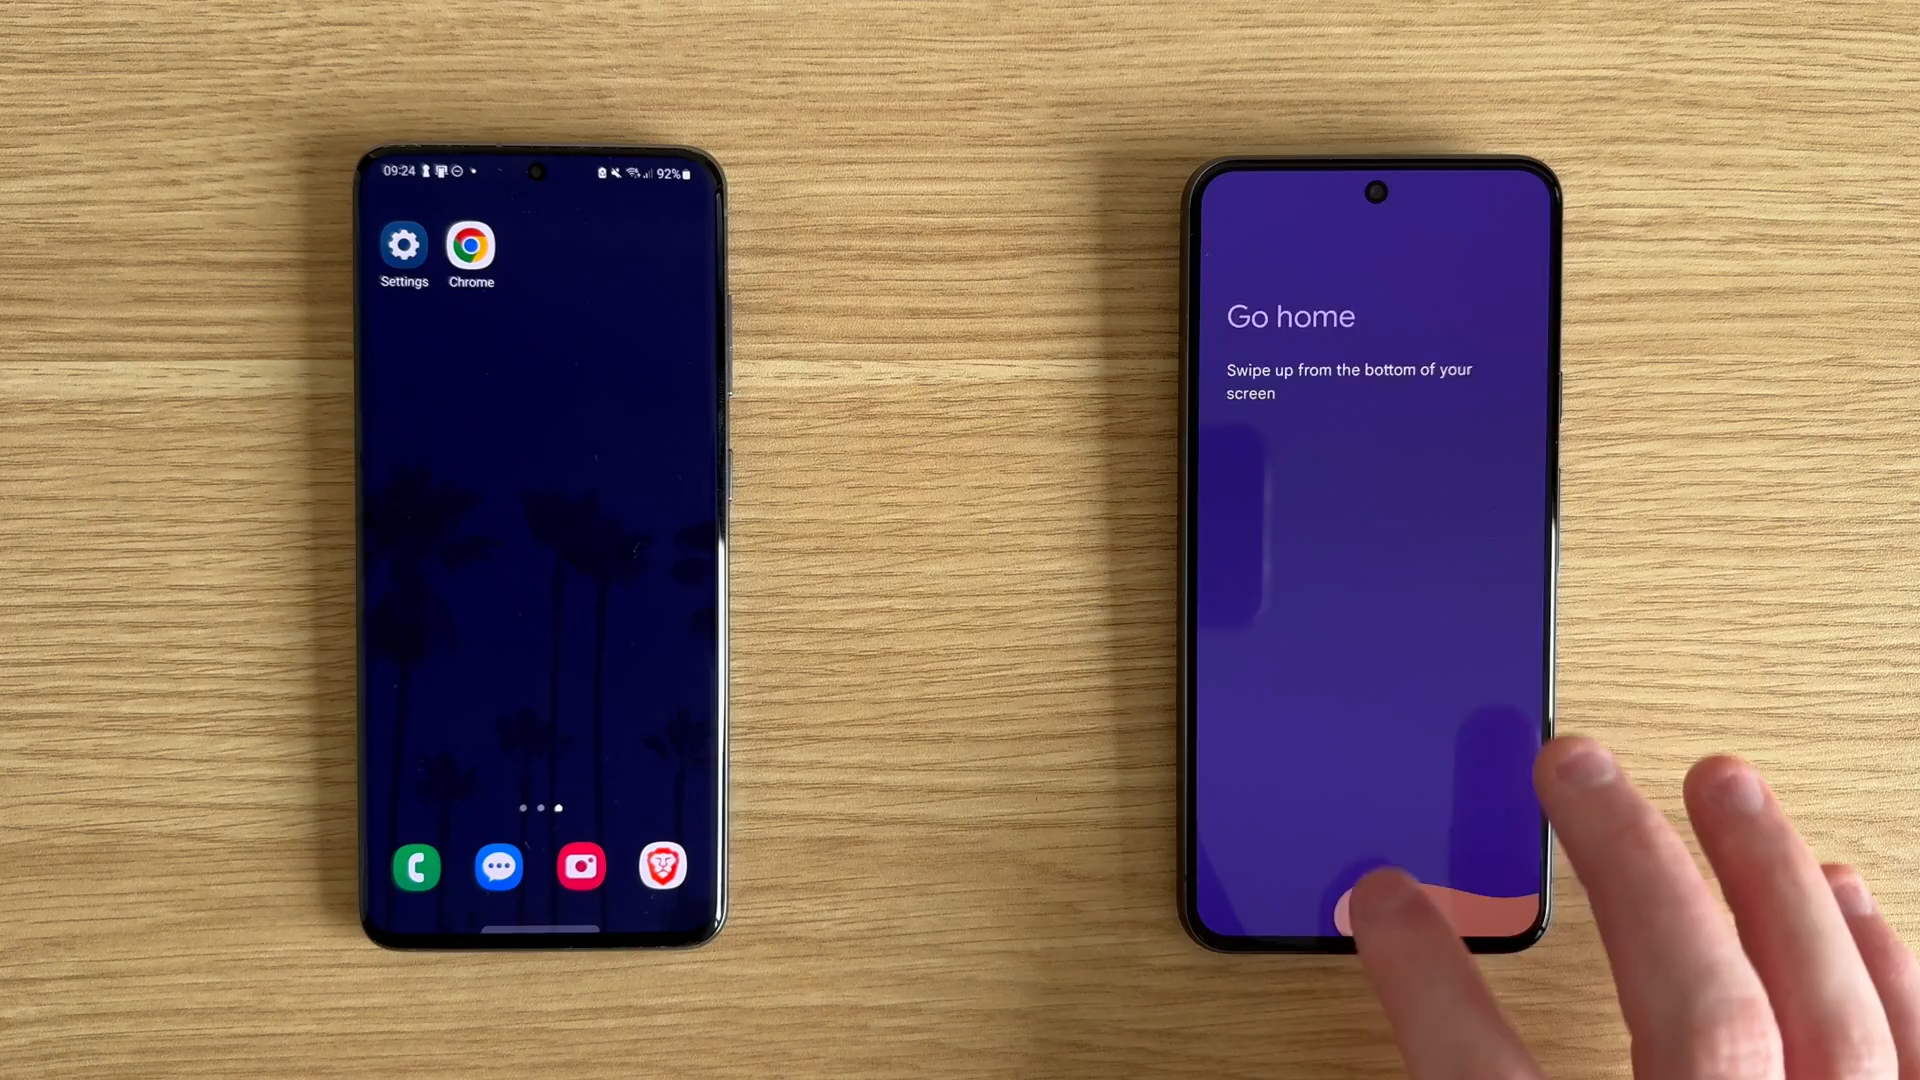 09:24
92%
Settings Chrome
Go home
Swipe up from the bottom of your
screen